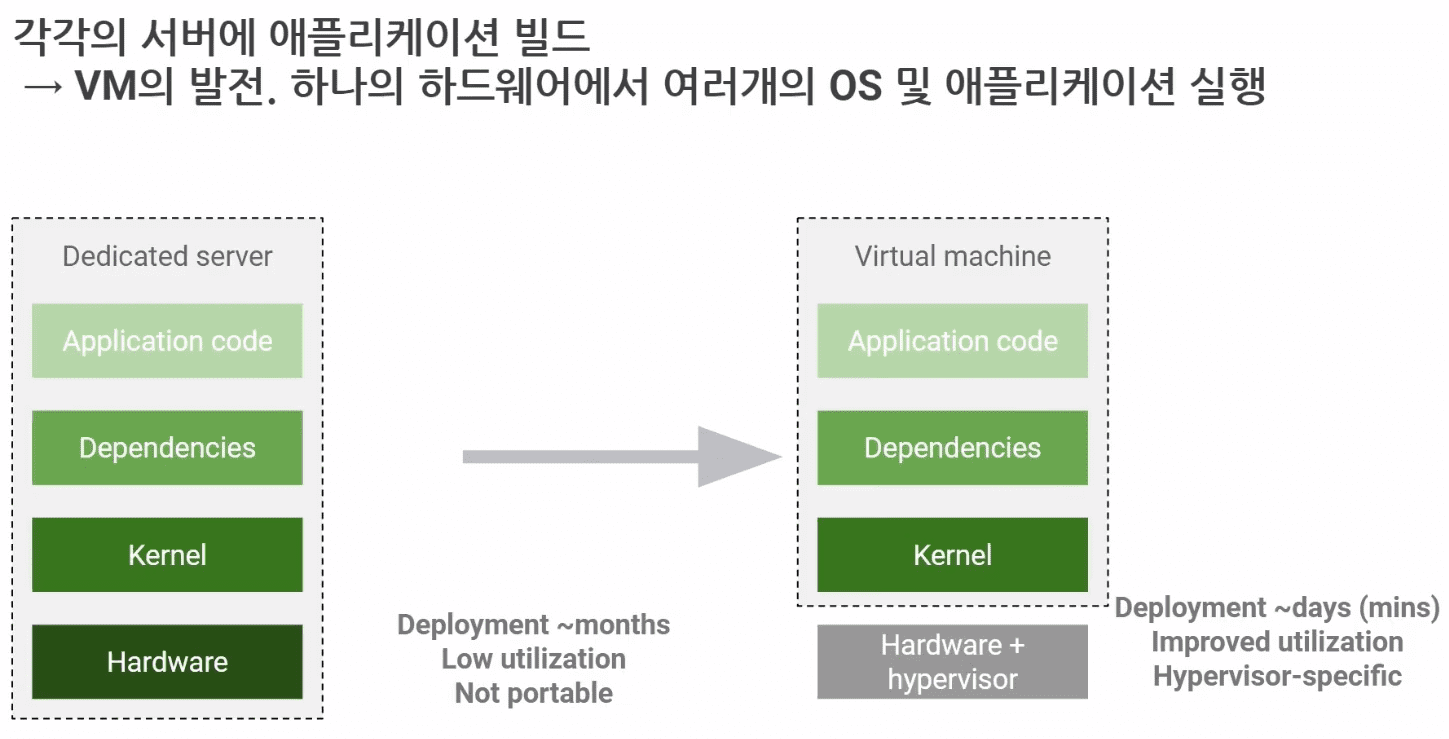 각각의 서버에 애플리케이션 빌드
→ VM의 발전. 하나의 하드웨어에서 여러개의 OS 및 애플리케이션 실행
Dedicated server
Application code
Dependencies
Kernel
Hardware
Deployment ~months
Low utilization
Not portable
Virtual machine
Application code
Dependencies
Kernel
Hardware +
hypervisor
Deployment ~days (mins)
Improved utilization
Hypervisor-specific